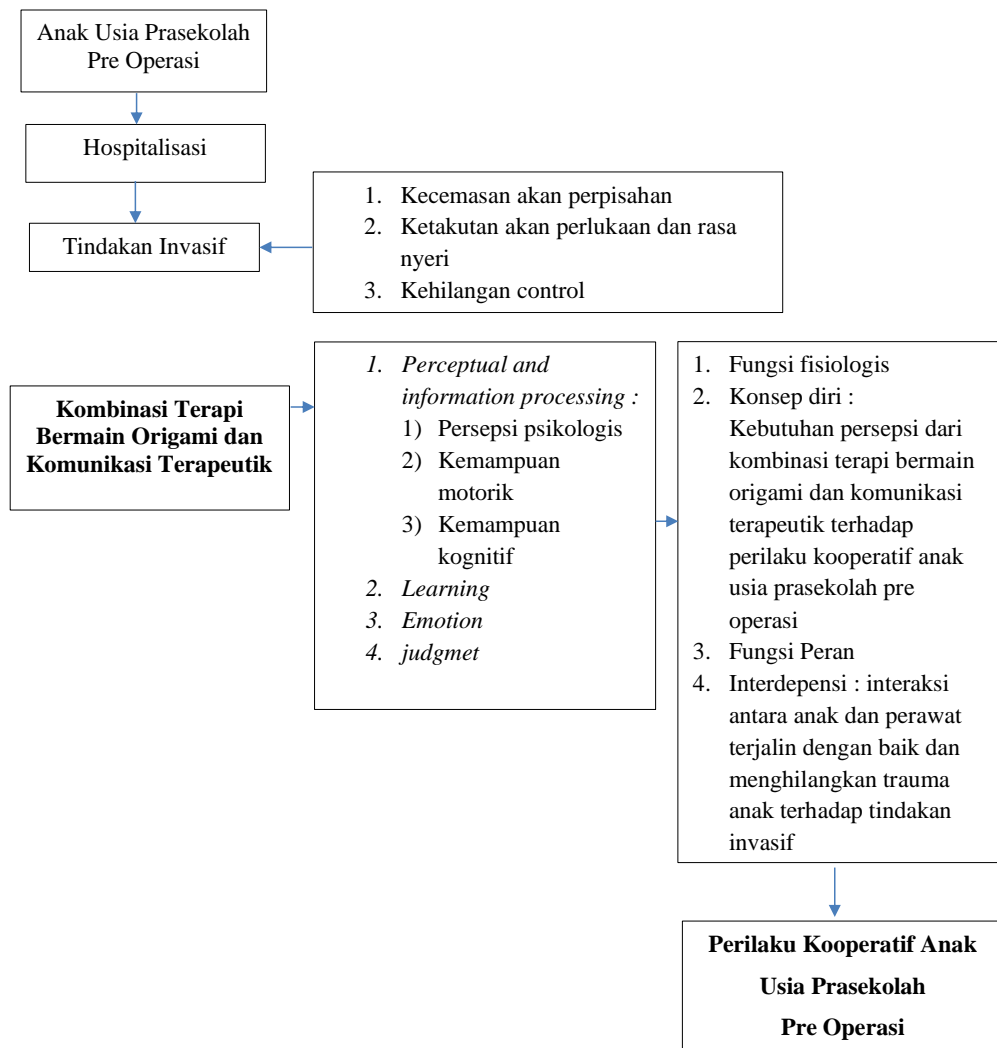 Anak Usia Prasekolah
Pre Operasi
Hospitalisasi
Tindakan Invasif
1. Kecemasan akan perpisahan
2. Ketakutan akan perlukaan dan rasa
nyeri
3. Kehilangan control
Kombinasi Terapi
Bermain Origami dan
Komunikasi Terapeutik
1. Perceptual and
information processing :
1) Persepsi psikologis
2) Kemampuan
motorik
3) Kemampuan
kognitif
2. Learning
3. Emotion
4. judgmet
1. Fungsi fisiologis
2. Konsep diri :
Kebutuhan persepsi dari
kombinasi terapi bermain
origami dan komunikasi
terapeutik terhadap
perilaku kooperatif anak
usia prasekolah pre
operasi
3. Fungsi Peran
4. Interdepensi : interaksi
antara anak dan perawat
terjalin dengan baik dan
menghilangkan trauma
anak terhadap tindakan
invasif
Perilaku Kooperatif Anak
Usia Prasekolah
Pre Operasi